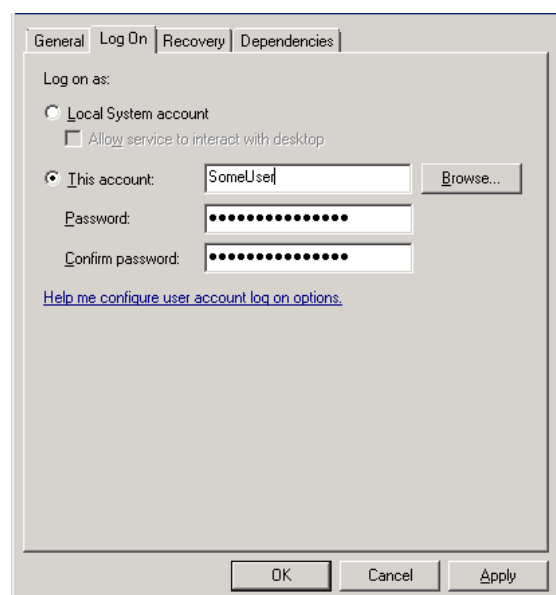 General Log On Recovery Dependencies
Log on as:
Local System account
Allow service to interact with desktop
This account: SomeUser Browse...
Password: ●●●●●●●●●●●●●●●
Confirm password: ●●●●●●●●●●●●●●●
Help me configure user account log on options.
OK Cancel Apply